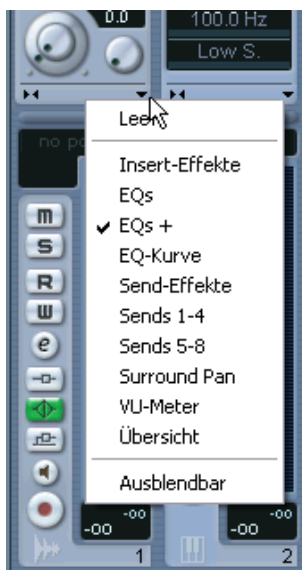 0.0
100.0 Hz
Low S.
Leer
no po
Insert-Effekte
EQs
EQs +
EQ-Kurve
Send-Effekte
Sends 1-4
Sends 5-8
Surround Pan
VU-Meter
Übersicht
Ausblendbar
m
S
R
W
e
-oo
-oo
-oo
-oo
1
2